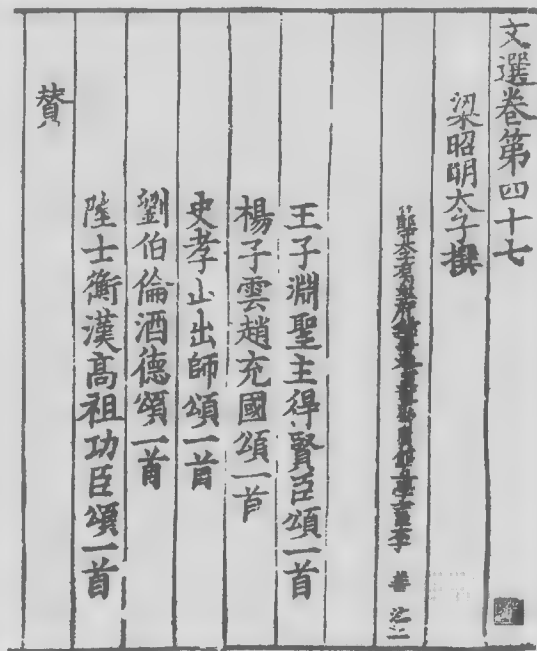 文選卷第四十七
梁昭明太子撰
善注
王子淵聖主得賢臣頌一首
楊子雲趙充國頌一首
史孝山出師頌一首
劉伯倫酒德頌一首
陸士衡漢高祖功臣頌一首
贊